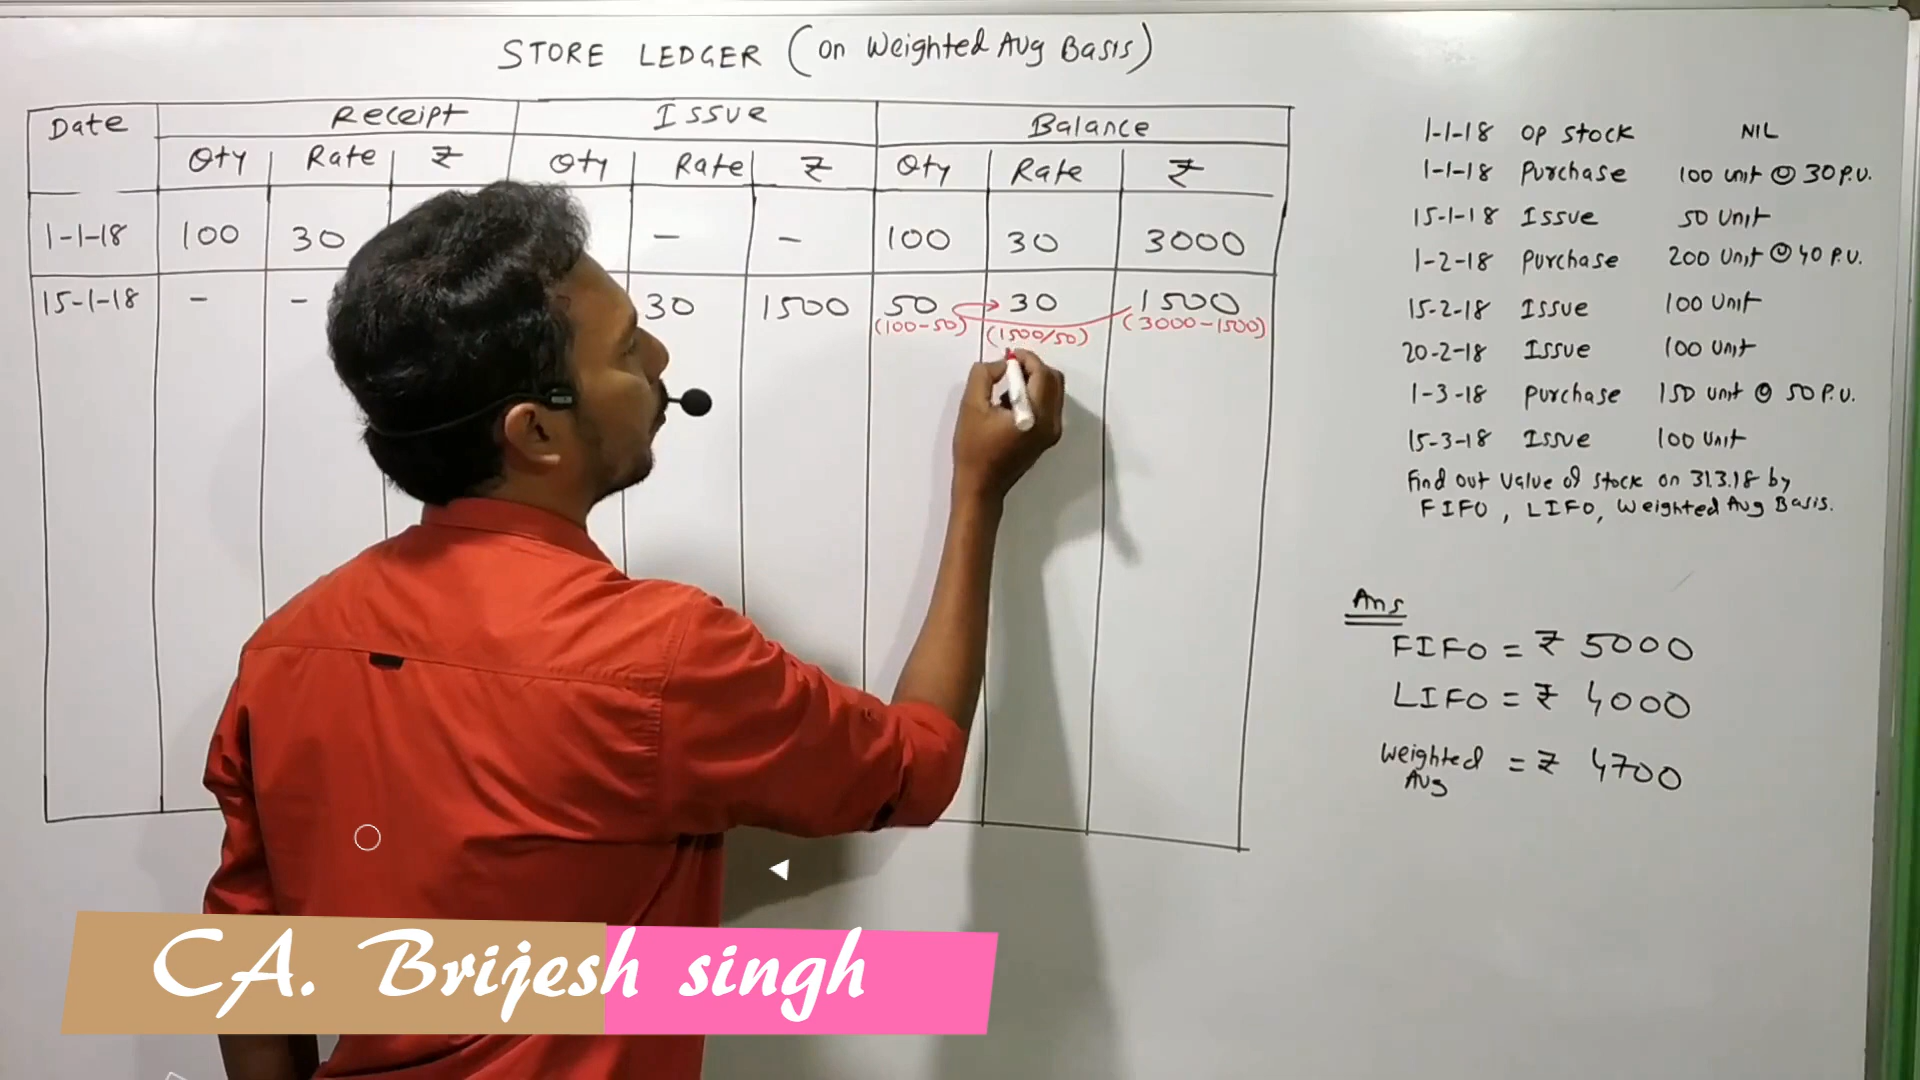 STORE LEDGER (on Weighted Avg Basis)
Date Receipt Issue Balance
Qty Rate ₹ Qty Rate ₹ Qty Rate ₹
1-1-18 100 30 - - 100 30 3000
15-1-18 - - 30 1500 50 30 1500
(100-50) (1500/50) (3000-1500)
1-1-18 op stock NIL
1-1-18 Purchase 100 unit @ 30 P.U.
15-1-18 Issue 50 Unit
1-2-18 Purchase 200 Unit @ 40 P.U.
15-2-18 Issue 100 Unit
20-2-18 Issue 100 Unit
1-3-18 Purchase 150 unit @ 50 P.U.
15-3-18 Issue 100 Unit
Find out Value of stock on 31.3.18 by
FIFO, LIFO, Weighted Avg Basis.
Ans
FIFO = ₹ 5000
LIFO = ₹ 4000
Weighted Avg = ₹ 4700
CA. Brijesh singh